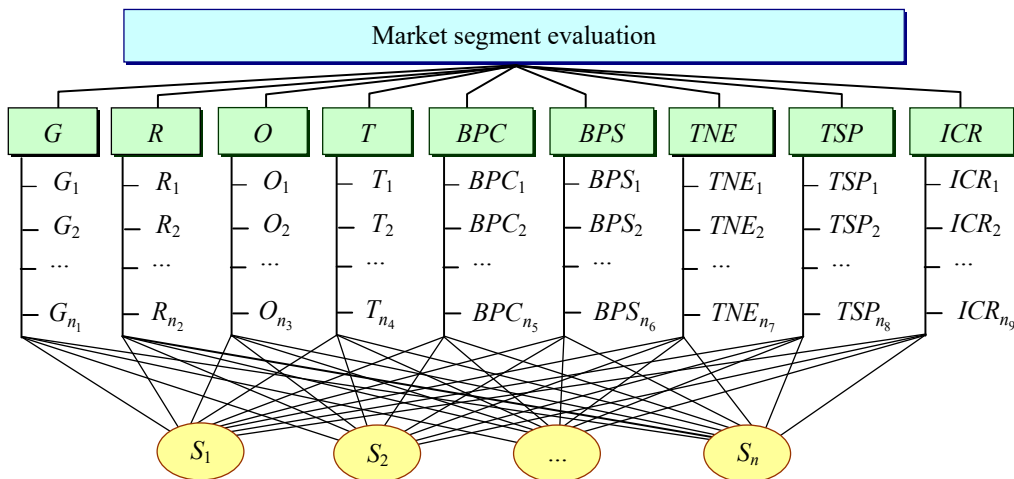 Market segment evaluation
G R O T BPC BPS TNE TSP ICR
G₁ R₁ O₁ T₁ BPC₁ BPS₁ TNE₁ TSP₁ ICR₁
G₂ R₂ O₂ T₂ BPC₂ BPS₂ TNE₂ TSP₂ ICR₂
... ... ... ... ... ... ... ... ...
Gn₁ Rn₂ On₃ Tn₄ BPCn₅ BPSn₆ TNEn₇ TSPn₈ ICRn₉
S₁ S₂ ... Sn